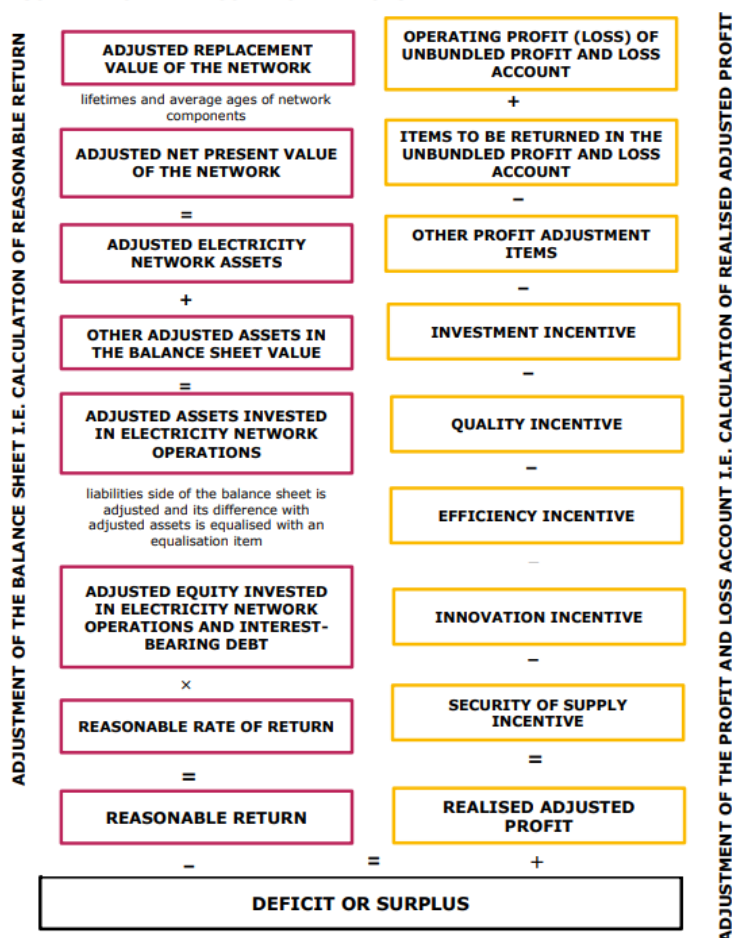 ADJUSTMENT OF THE BALANCE SHEET I.E. CALCULATION OF REASONABLE RETURN
ADJUSTED REPLACEMENT
VALUE OF THE NETWORK
lifetimes and average ages of network
components
ADJUSTED NET PRESENT VALUE
OF THE NETWORK
=
ADJUSTED ELECTRICITY
NETWORK ASSETS
+
OTHER ADJUSTED ASSETS IN
THE BALANCE SHEET VALUE
=
ADJUSTED ASSETS INVESTED
IN ELECTRICITY NETWORK
OPERATIONS
liabilities side of the balance sheet is
adjusted and its difference with
adjusted assets is equalised with an
equalisation item
ADJUSTED EQUITY INVESTED
IN ELECTRICITY NETWORK
OPERATIONS AND INTEREST-
BEARING DEBT
×
REASONABLE RATE OF RETURN
=
REASONABLE RETURN
–
OPERATING PROFIT (LOSS) OF
UNBUNDLED PROFIT AND LOSS
ACCOUNT
+
ITEMS TO BE RETURNED IN THE
UNBUNDLED PROFIT AND LOSS
ACCOUNT
–
OTHER PROFIT ADJUSTMENT
ITEMS
–
INVESTMENT INCENTIVE
–
QUALITY INCENTIVE
–
EFFICIENCY INCENTIVE
–
INNOVATION INCENTIVE
–
SECURITY OF SUPPLY
INCENTIVE
=
REALISED ADJUSTED
PROFIT
+
=
DEFICIT OR SURPLUS
ADJUSTMENT OF THE PROFIT AND LOSS ACCOUNT I.E. CALCULATION OF REALISED ADJUSTED PROFIT